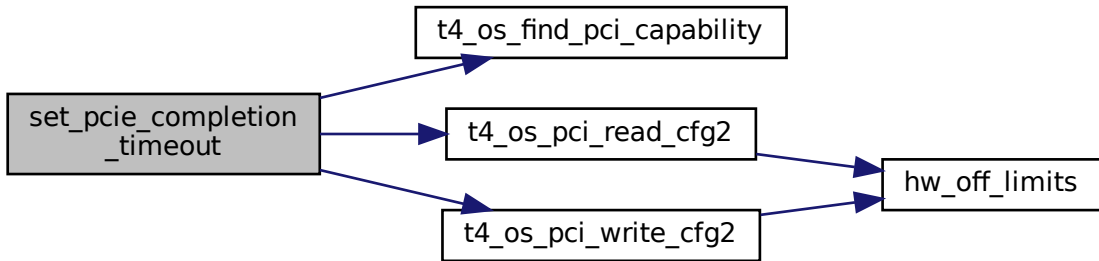 set_pcie_completion
_timeout
t4_os_find_pci_capability
t4_os_pci_read_cfg2
t4_os_pci_write_cfg2
hw_off_limits